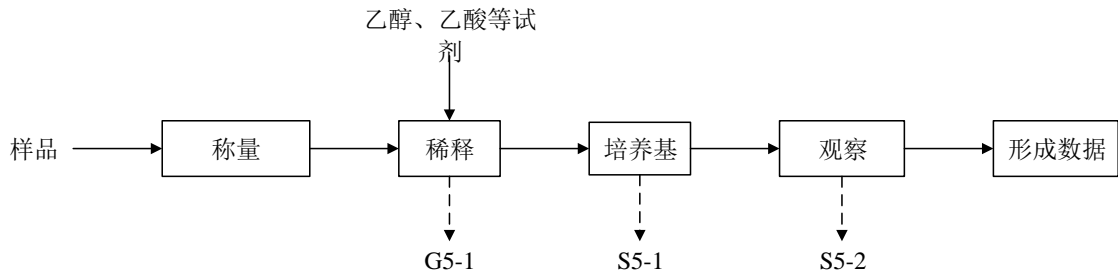 乙醇、乙酸等试
剂
样品
称量
稀释
培养基
观察
形成数据
G5-1
S5-1
S5-2